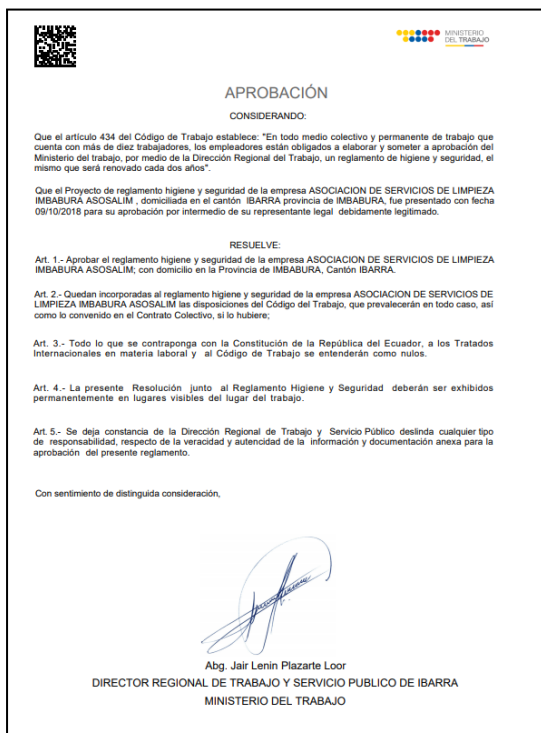 MINISTERIO
DEL TRABAJO
APROBACIÓN
CONSIDERANDO:
Que el artículo 434 del Código de Trabajo establece: "En todo medio colectivo y permanente de trabajo que
cuenta con más de diez trabajadores, los empleadores están obligados a elaborar y someter a aprobación del
Ministerio del trabajo, por medio de la Dirección Regional del Trabajo, un reglamento de higiene y seguridad, el
mismo que será renovado cada dos años".
Que el Proyecto de reglamento higiene y seguridad de la empresa ASOCIACION DE SERVICIOS DE LIMPIEZA
IMBABURA ASOSALIM , domiciliada en el cantón IBARRA provincia de IMBABURA, fue presentado con fecha
09/10/2018 para su aprobación por intermedio de su representante legal debidamente legitimado.
RESUELVE:
Art. 1.- Aprobar el reglamento higiene y seguridad de la empresa ASOCIACION DE SERVICIOS DE LIMPIEZA
IMBABURA ASOSALIM; con domicilio en la Provincia de IMBABURA, Cantón IBARRA.
Art. 2.- Quedan incorporadas al reglamento higiene y seguridad de la empresa ASOCIACION DE SERVICIOS DE
LIMPIEZA IMBABURA ASOSALIM las disposiciones del Código del Trabajo, que prevalecerán en todo caso, así
como lo convenido en el Contrato Colectivo, si lo hubiere;
Art. 3.- Todo lo que se contraponga con la Constitución de la República del Ecuador, a los Tratados
Internacionales en materia laboral y al Código de Trabajo se entenderán como nulos.
Art. 4.- La presente Resolución junto al Reglamento Higiene y Seguridad deberán ser exhibidos
permanentemente en lugares visibles del lugar del trabajo.
Art. 5.- Se deja constancia de la Dirección Regional de Trabajo y Servicio Público deslinda cualquier tipo
de responsabilidad, respecto de la veracidad y autencidad de la información y documentación anexa para la
aprobación del presente reglamento.
Con sentimiento de distinguida consideración,
Abg. Jair Lenin Plazarte Loor
DIRECTOR REGIONAL DE TRABAJO Y SERVICIO PUBLICO DE IBARRA
MINISTERIO DEL TRABAJO